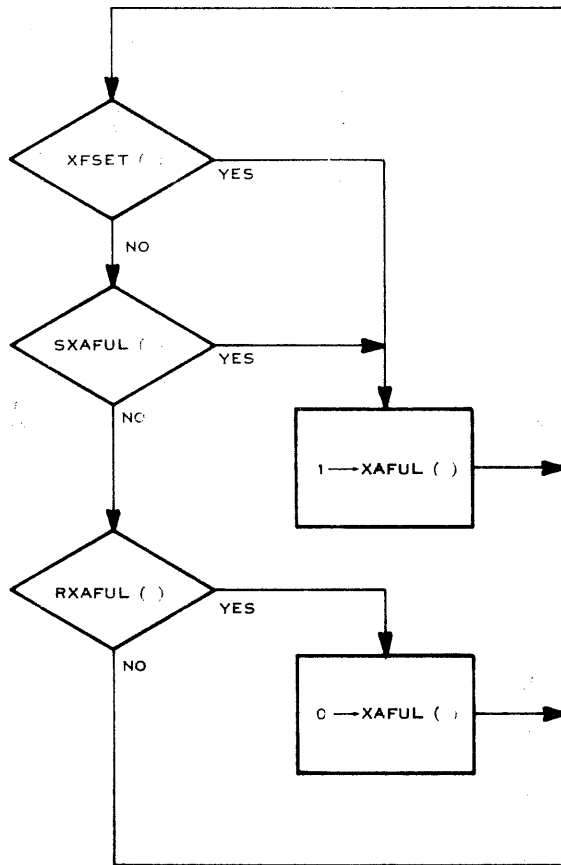 XFSET ( )
YES
NO
SXAFUL ( )
YES
NO
1 → XAFUL ( )
RXAFUL ( )
YES
NO
0 → XAFUL ( )